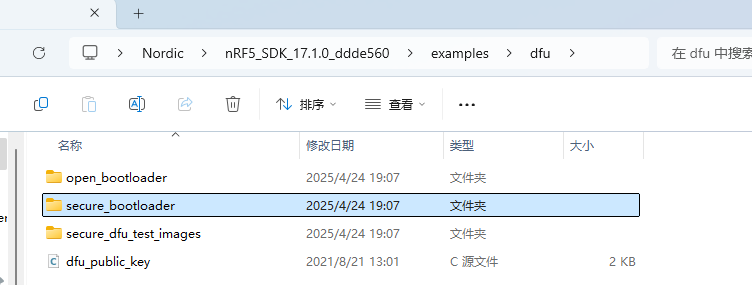 Nordic > nRF5_SDK_17.1.0_ddde560 > examples > dfu >
在 dfu 中搜索
排序 查看
名称 修改日期 类型 大小
open_bootloader 2025/4/24 19:07 文件夹
secure_bootloader 2025/4/24 19:07 文件夹
secure_dfu_test_images 2025/4/24 19:07 文件夹
dfu_public_key 2021/8/21 13:01 C 源文件 2 KB